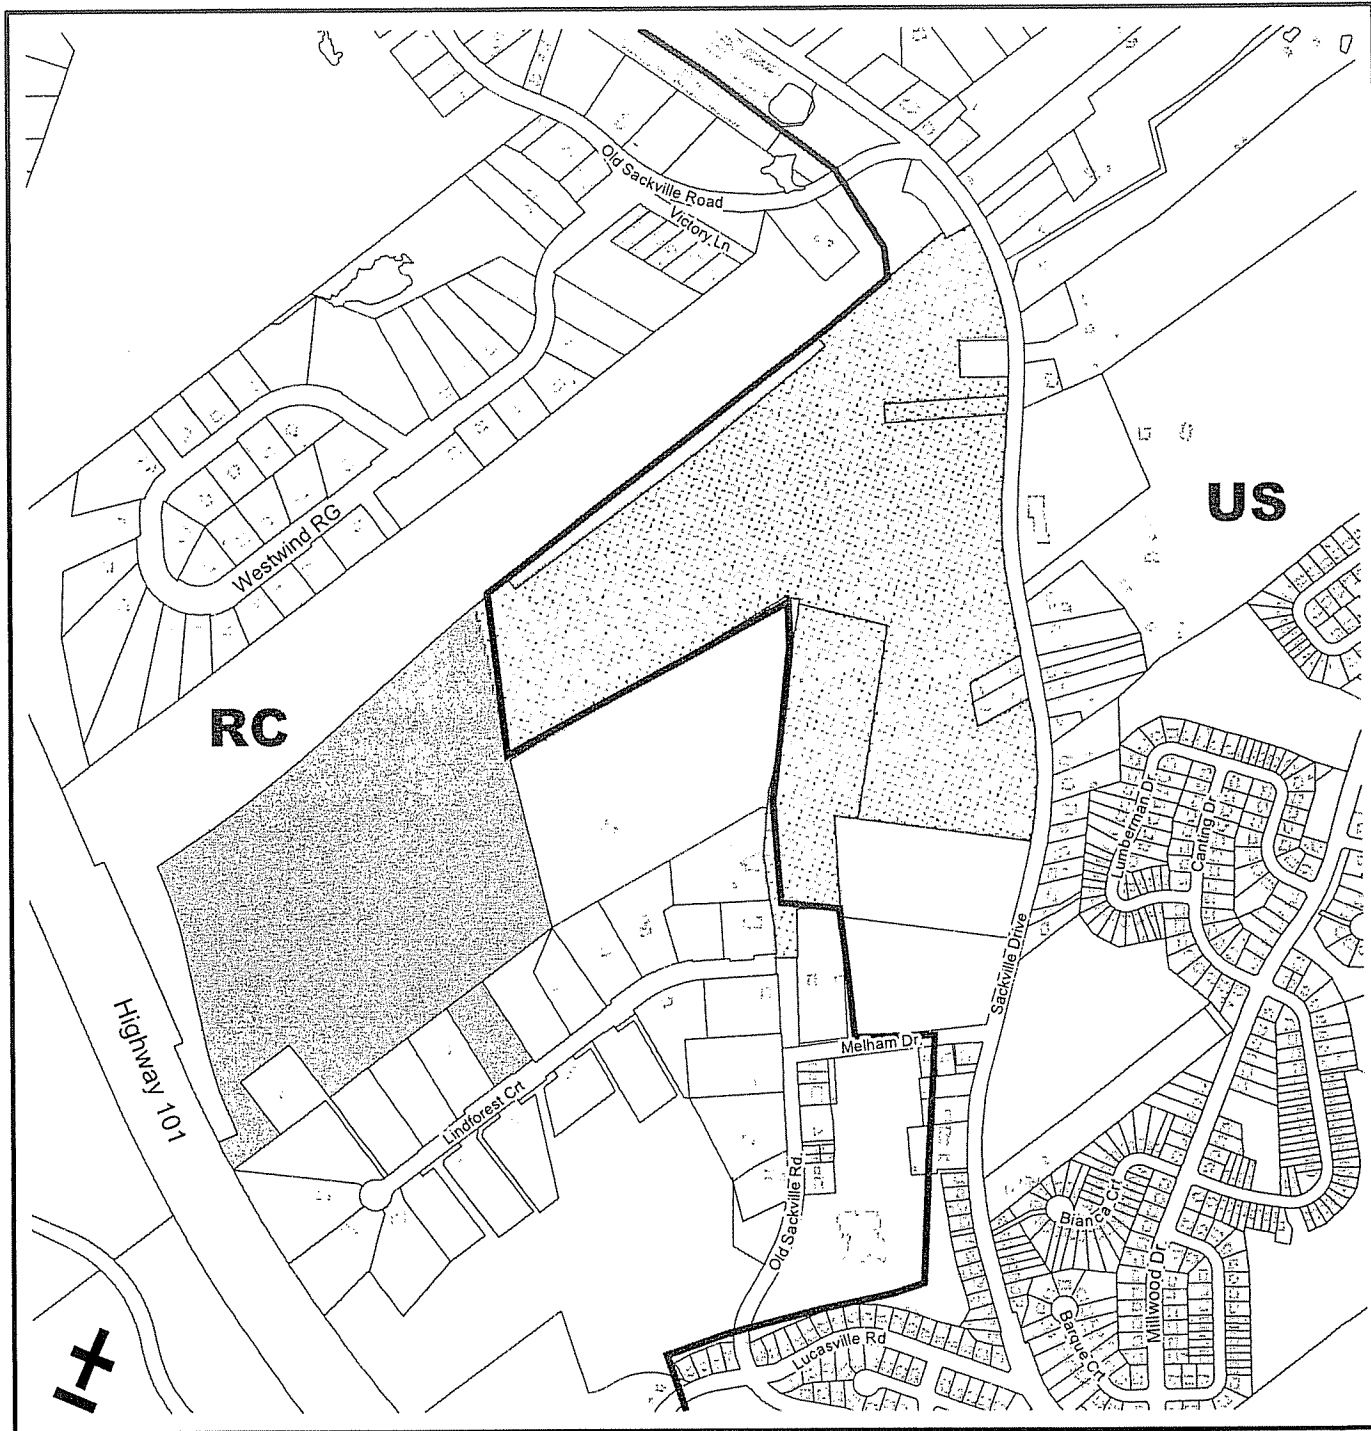 Old Sackville Road
Victory Ln
US
Westwind RG
RC
Lumberman Dr
Canting Dr
Sackville Drive
Highway 101
Melham Dr.
Lindforest Crt
Old Sackville Rd.
Bianca Crt
Millwood Dr
Barque Crt
Lucasville Rd